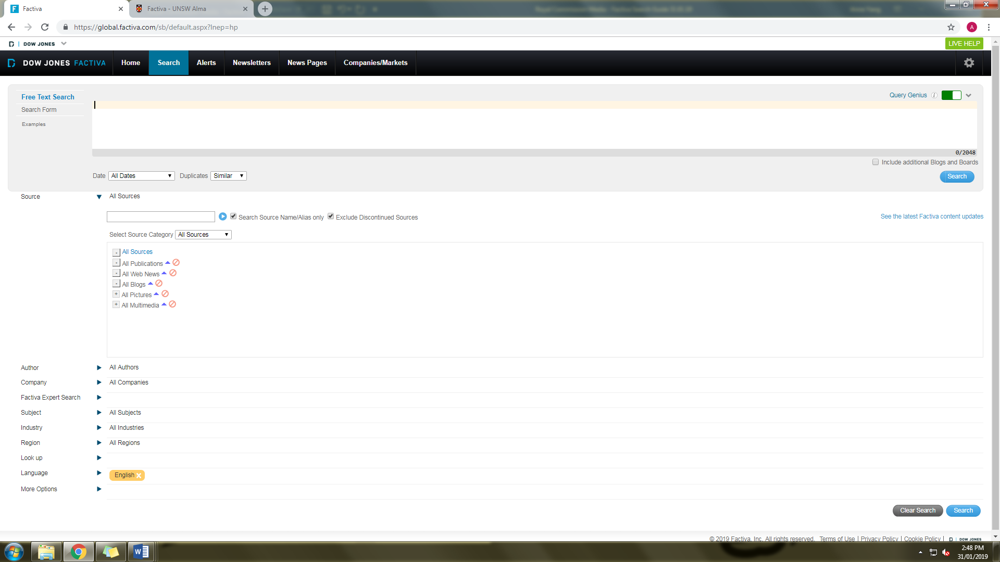 Factiva
Factiva - UNSW Alma
https://global.factiva.com/sb/default.aspx?lnep=hp
A
DOW JONES
LIVE HELP
DOW JONES FACTIVA
Home
Search
Alerts
Newsletters
News Pages
Companies/Markets
Free Text Search
Search Form
Examples
Query Genius
0/2048
Include additional Blogs and Boards
Date All Dates Duplicates Similar
Search
Source All Sources
Search Source Name/Alias only Exclude Discontinued Sources
See the latest Factiva content updates
Select Source Category All Sources
- All Sources
- All Publications
- All Web News
- All Blogs
+ All Pictures
+ All Multimedia
Author All Authors
Company All Companies
Factiva Expert Search
Subject All Subjects
Industry All Industries
Region All Regions
Look up
Language English x
More Options
Clear Search Search
© 2019 Factiva, Inc. All rights reserved. Terms of Use | Privacy Policy | Cookie Policy | DOW JONES
2:48 PM
31/01/2019